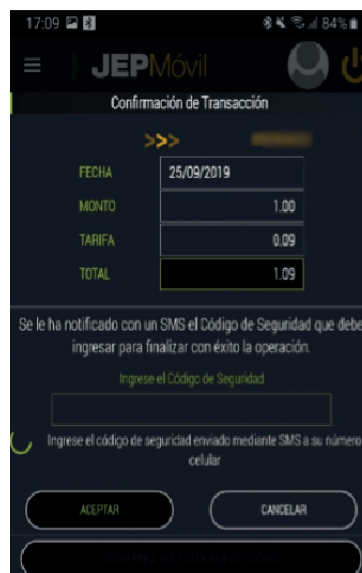 17:09 84%
JEPMóvil
Confirmación de Transacción
>>>
FECHA 25/09/2019
MONTO 1.00
TARIFA 0.09
TOTAL 1.09
Se le ha notificado con un SMS el Código de Seguridad que debe
ingresar para finalizar con éxito la operación.
Ingrese el Código de Seguridad
Ingrese el código de seguridad enviado mediante SMS a su número
celular
ACEPTAR CANCELAR